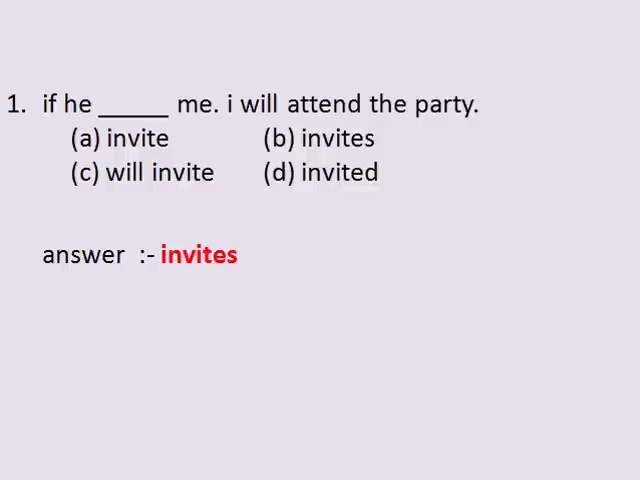 1. if he _____ me. i will attend the party.
(a) invite (b) invites
(c) will invite (d) invited
answer :- invites